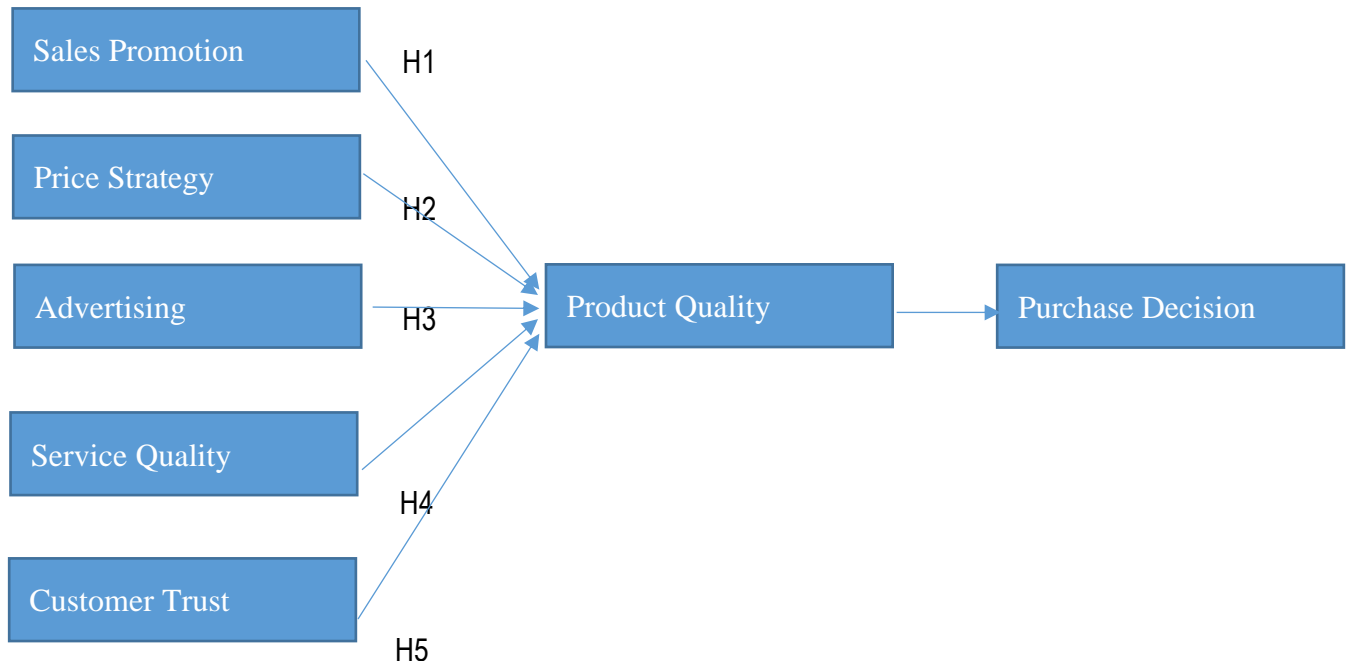 Sales Promotion
H1
Price Strategy
H2
Advertising
H3
Product Quality
Purchase Decision
Service Quality
H4
Customer Trust
H5